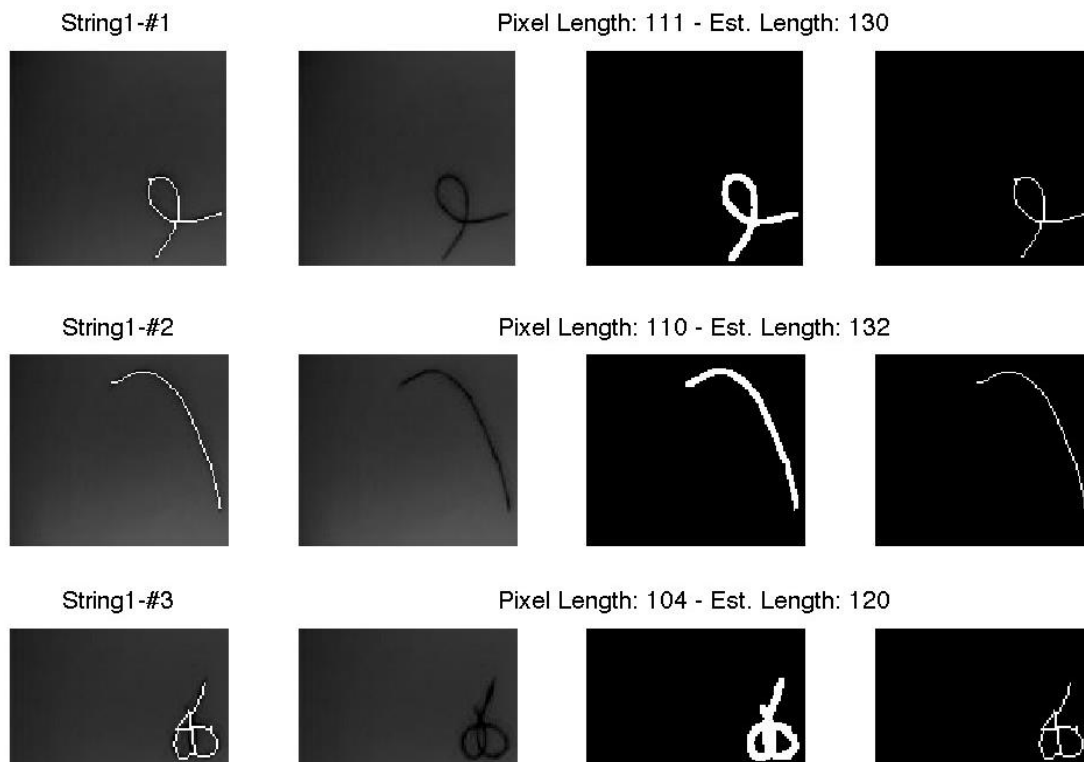 String1-#1 Pixel Length: 111 - Est. Length: 130
String1-#2 Pixel Length: 110 - Est. Length: 132
String1-#3 Pixel Length: 104 - Est. Length: 120